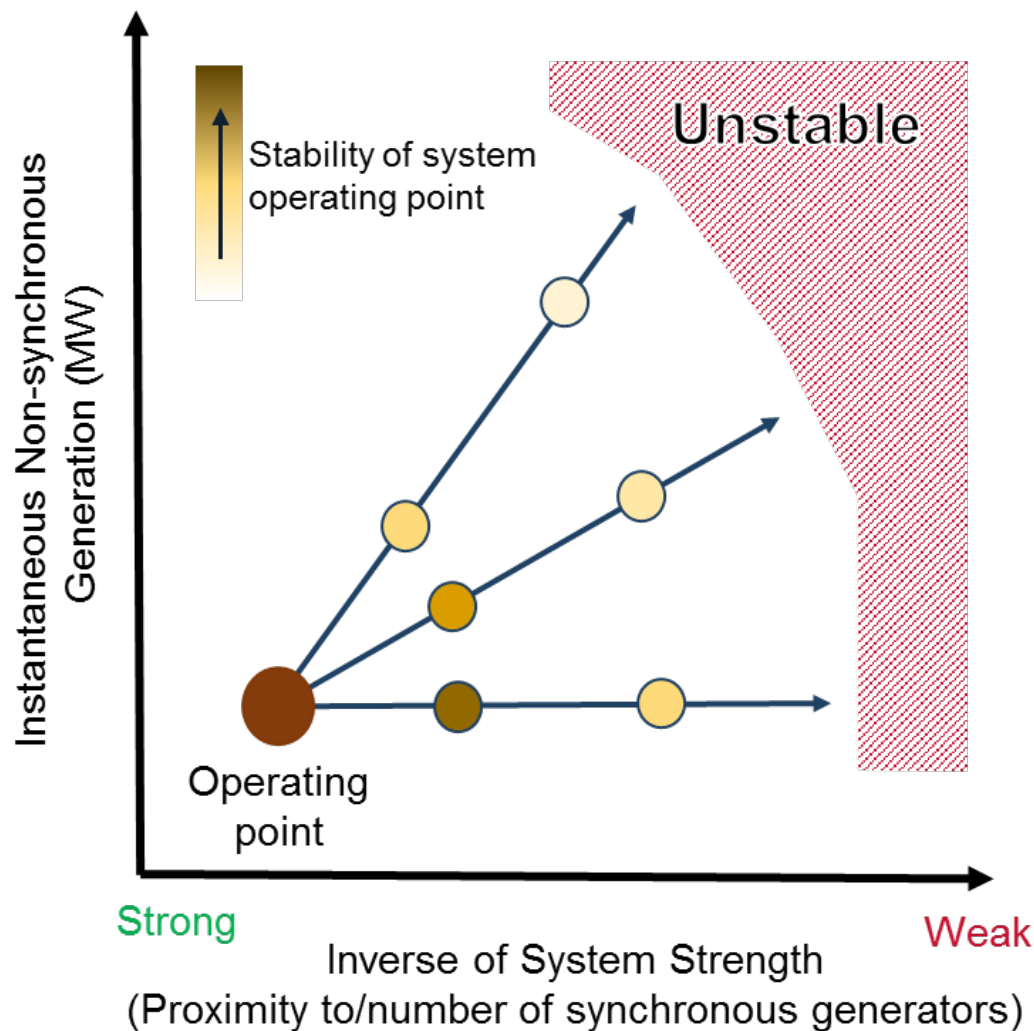 Unstable
Stability of system
operating point
Instantaneous Non-synchronous
Generation (MW)
Operating
point
Strong
Weak
Inverse of System Strength
(Proximity to/number of synchronous generators)